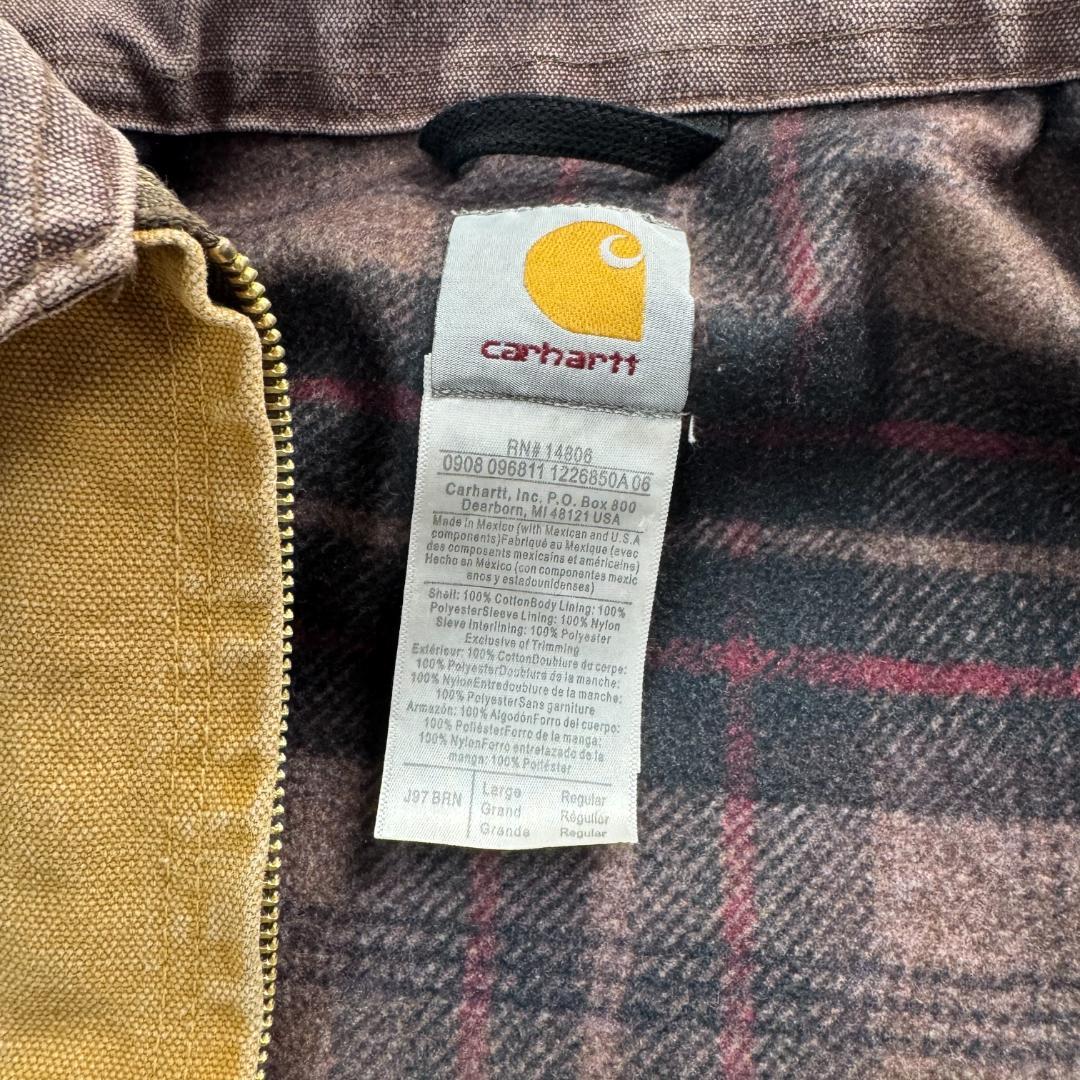 carhartt
RN# 14806
0908 096811 1226850A 06
Carhartt, Inc. P.O. Box 800
Dearborn, MI 48121 USA
Made in Mexico (with Mexican and U.S.A
components)Fabriqué au Mexique (avec
des composants mexicains et américains)
Hecho en México (con componentes mexic
anos y estadounidenses)
Shell: 100% CottonBody Lining: 100%
PolyesterSleeve Lining: 100% Nylon
Sleeve Interlining: 100% Polyester
Exclusive of Trimming
Extérieur: 100% CottonDoublure du corps:
100% PolyesterDoublure de la manche:
100% NylonEntredoublure de la manche:
100% PolyesterSans garniture
Armazón: 100% AlgodónForro del cuerpo:
100% PoliésterForro de la manga:
100% NylonForro entrelazado de la
manga: 100% Poliéster
J97 BRN
Large Regular
Grand Régulier
Grande Regular